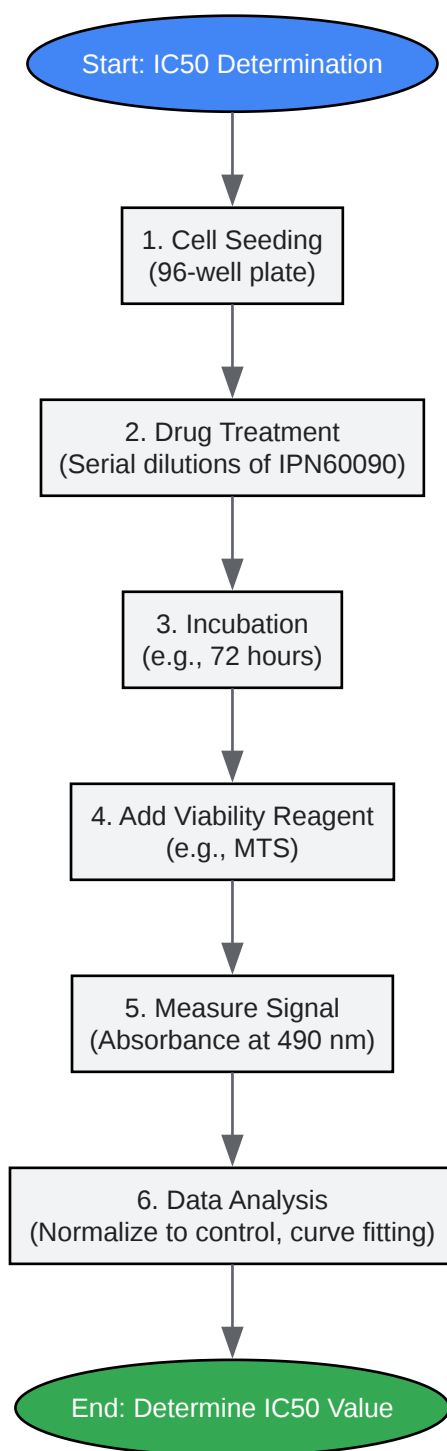 Start: IC50 Determination
1. Cell Seeding
(96-well plate)
2. Drug Treatment
(Serial dilutions of IPN60090)
3. Incubation
(e.g., 72 hours)
4. Add Viability Reagent
(e.g., MTS)
5. Measure Signal
(Absorbance at 490 nm)
6. Data Analysis
(Normalize to control, curve fitting)
End: Determine IC50 Value